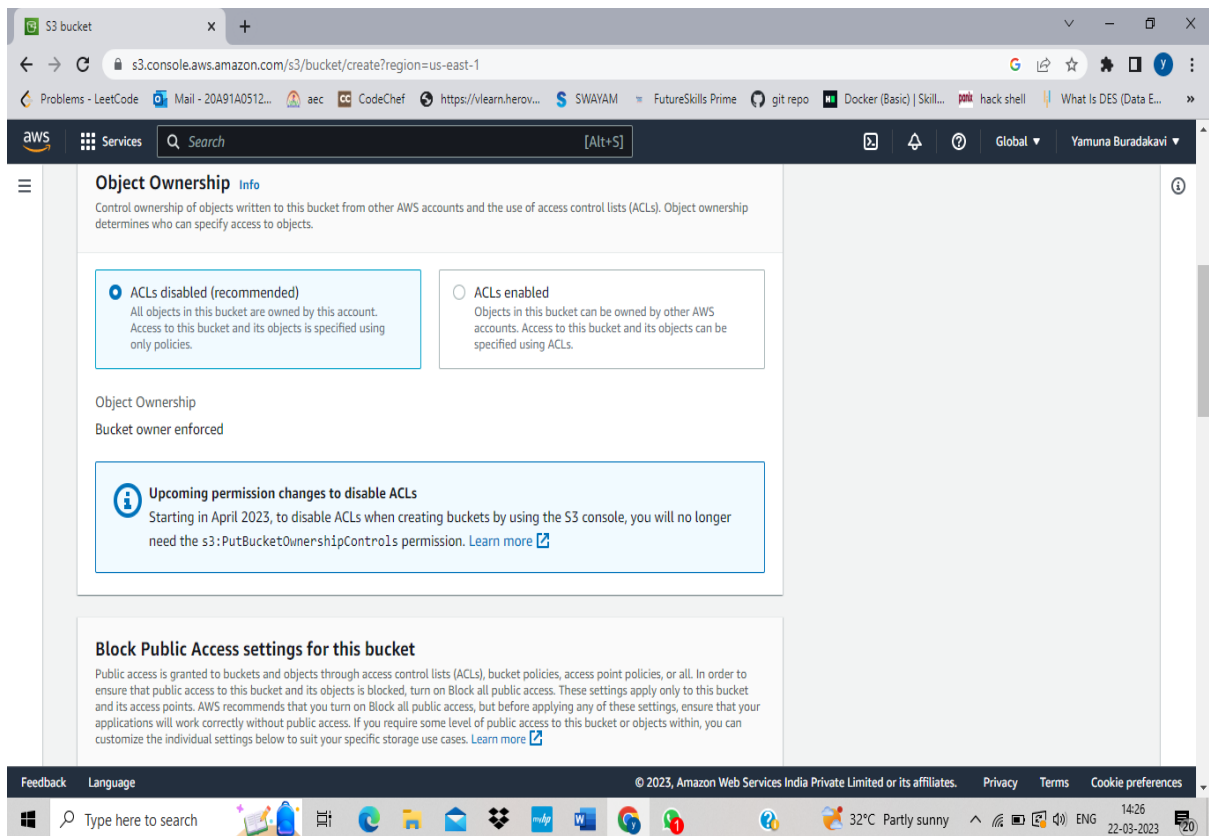 S3 bucket
s3.console.aws.amazon.com/s3/bucket/create?region=us-east-1
Problems - LeetCode Mail - 20A91A0512... aec CodeChef https://vlearn.herov... SWAYAM FutureSkills Prime git repo Docker (Basic) | Skill... hack shell What Is DES (Data E... »
aws Services Search [Alt+S] Global Yamuna Buradakavi
Object Ownership Info
Control ownership of objects written to this bucket from other AWS accounts and the use of access control lists (ACLs). Object ownership
determines who can specify access to objects.
ACLs disabled (recommended)
All objects in this bucket are owned by this account.
Access to this bucket and its objects is specified using
only policies.
ACLs enabled
Objects in this bucket can be owned by other AWS
accounts. Access to this bucket and its objects can be
specified using ACLs.
Object Ownership
Bucket owner enforced
Upcoming permission changes to disable ACLs
Starting in April 2023, to disable ACLs when creating buckets by using the S3 console, you will no longer
need the s3:PutBucketOwnershipControls permission. Learn more
Block Public Access settings for this bucket
Public access is granted to buckets and objects through access control lists (ACLs), bucket policies, access point policies, or all. In order to
ensure that public access to this bucket and its objects is blocked, turn on Block all public access. These settings apply only to this bucket
and its access points. AWS recommends that you turn on Block all public access, but before applying any of these settings, ensure that your
applications will work correctly without public access. If you require some level of public access to this bucket or objects within, you can
customize the individual settings below to suit your specific storage use cases. Learn more
Feedback Language © 2023, Amazon Web Services India Private Limited or its affiliates. Privacy Terms Cookie preferences
Type here to search 32°C Partly sunny ENG 14:26
22-03-2023 20